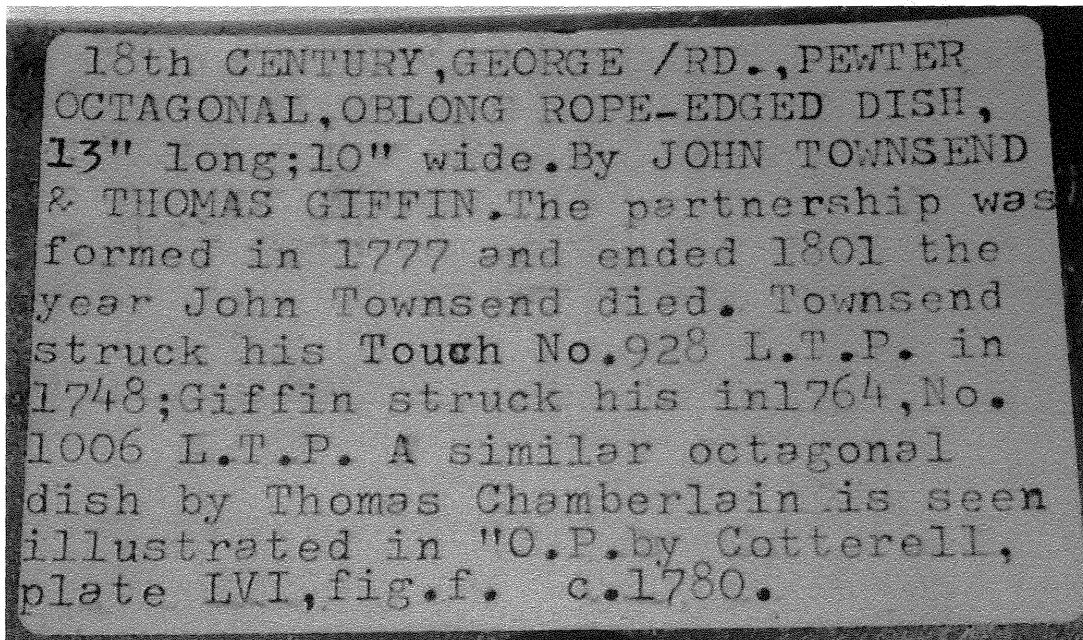 18th CENTURY,GEORGE /RD.,PEWTER
OCTAGONAL,OBLONG ROPE-EDGED DISH,
13" long;10" wide.By JOHN TOWNSEND
& THOMAS GIFFIN.The partnership was
formed in 1777 and ended 1801 the
year John Townsend died. Townsend
struck his Touch No.928 L.T.P. in
1748;Giffin struck his in1764,No.
1006 L.T.P. A similar octagonal
dish by Thomas Chamberlain is seen
illustrated in "O.P.by Cotterell,
plate LVI,fig.f. c.1780.